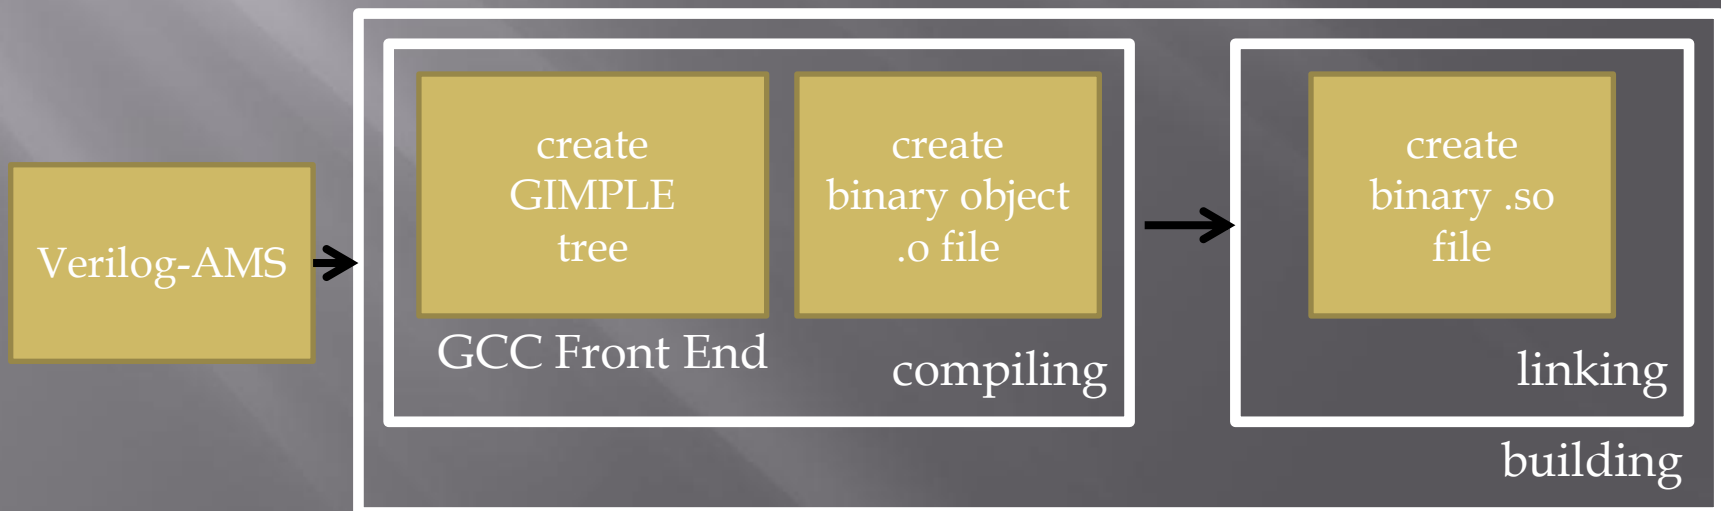 Verilog-AMS
create
GIMPLE
tree
GCC Front End
create
binary object
.o file
compiling
create
binary .so
file
linking
building